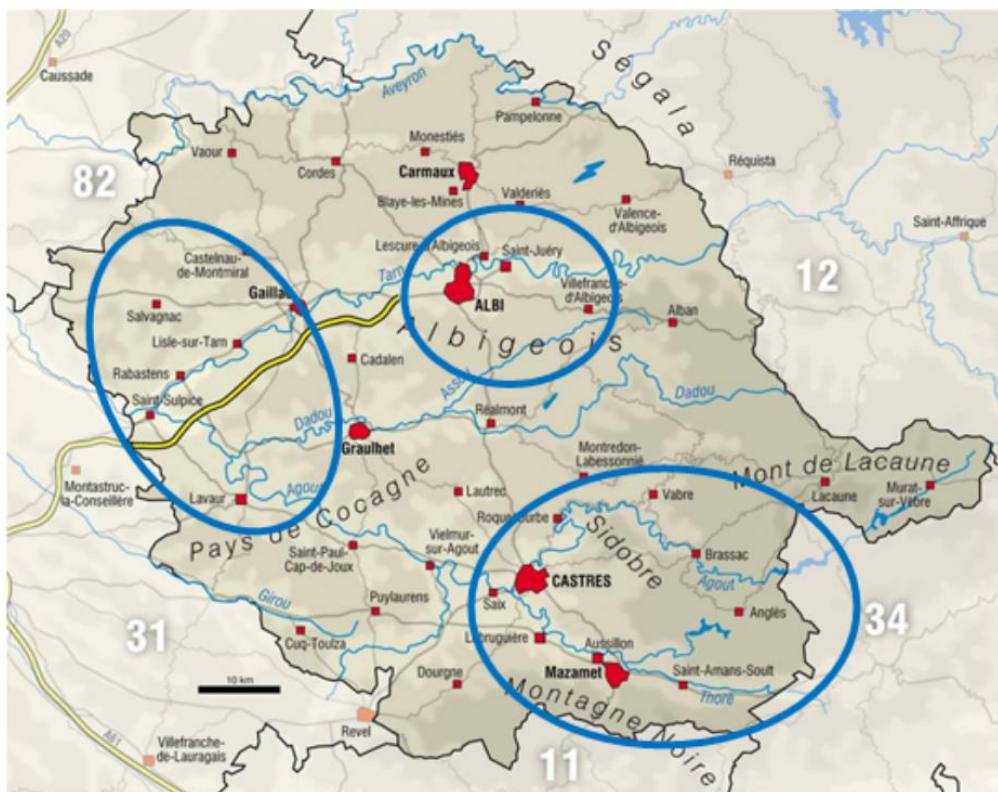 A20
Caussade
Ségala
Aveyron
Pampelonne
Monestiés
Vaour
Cordes
Carmaux
Réquista
82
Blaye-les-Mines
Valderiès
Valence-
d'Albigeois
Saint-Affrique
Lescure d'Albigeois
Saint-Juéry
Castelnau-
de-Montmiral
Tarn
12
Gaillac
Villefranche-
d'Albigeois
Salvagnac
ALBI
Alban
Albigeois
Lisle-sur-Tarn
Cadalen
Rabastens
Assou
Dadou
Saint-Sulpice
Dadou
Réalmont
Graulhet
Montredon-
Labessonnié
Mont de Lacaune
Montastruc-
la-Conseillère
Agout
Lavaur
Lautrec
Vabre
Lacaune
Murat-
sur-Vèbre
Pays de Cocagne
Roquecourbe
Sidobre
Saint-Paul-
Cap-de-Joux
Vielmur-
sur-Agout
Brassac
CASTRES
Agout
Girou
Saix
Puylaurens
Anglès
34
31
Cuq-Toulza
Labruguière
Aussillon
10 km
Dourgne
Mazamet
Saint-Amans-Soult
Thoré
Montagne Noire
Revel
A61
Villefranche-
de-Lauragais
11